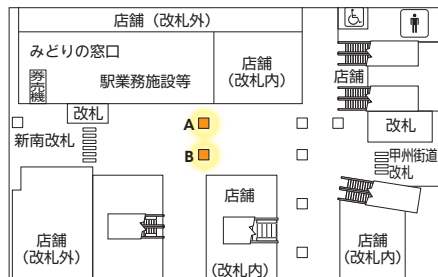 店舗（改札外）
みどりの窓口
駅業務施設等
券売機
店舗
（改札内）
店舗
改札
新南改札
A
B
改札
甲州街道
改札
店舗
（改札外）
店舗
（改札内）
店舗
（改札内）